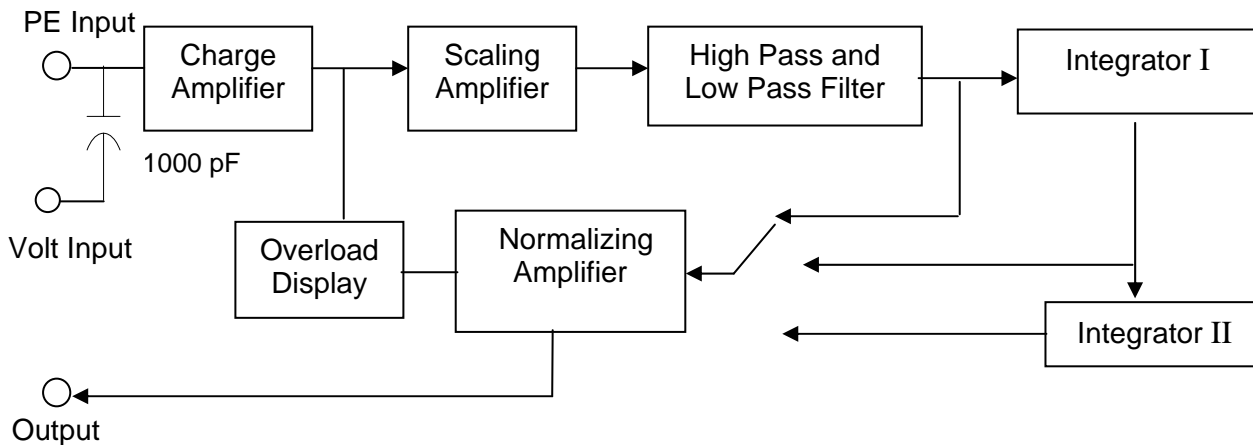 PE Input
Charge
Amplifier
Scaling
Amplifier
High Pass and
Low Pass Filter
Integrator I
1000 pF
Volt Input
Overload
Display
Normalizing
Amplifier
Integrator II
Output